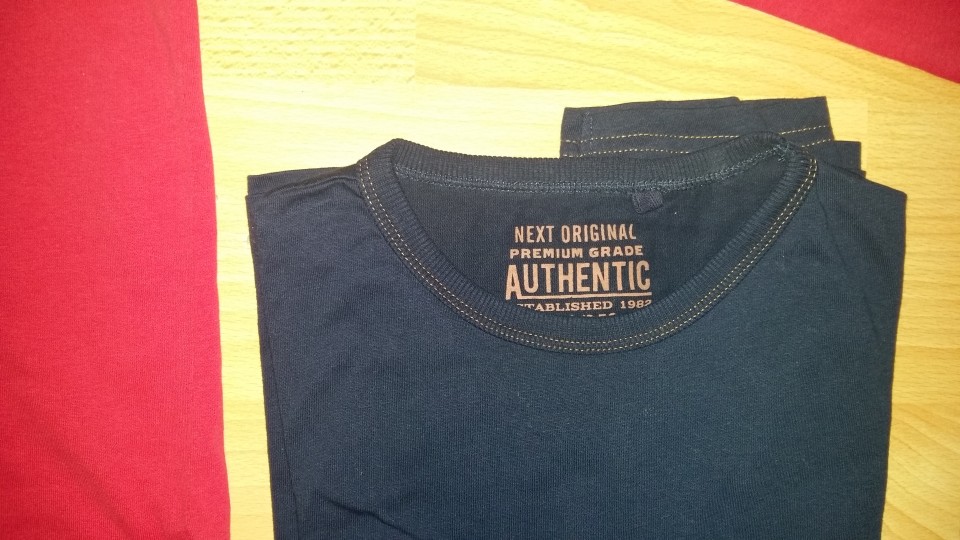 NEXT ORIGINAL
PREMIUM GRADE
AUTHENTIC
ESTABLISHED 1982